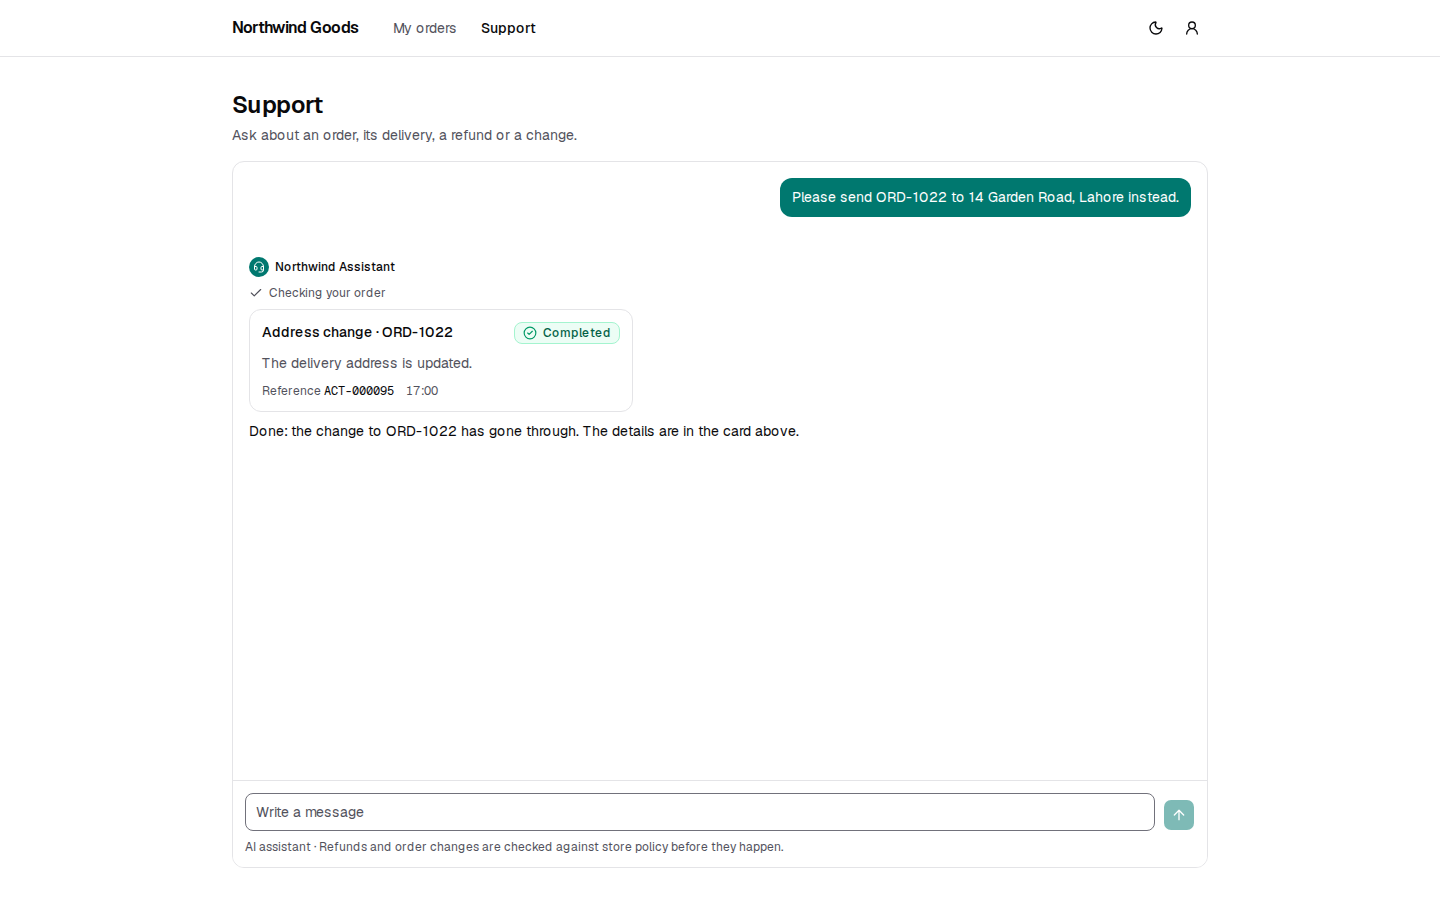 Northwind Goods My orders Support
Support
Ask about an order, its delivery, a refund or a change.
Please send ORD-1022 to 14 Garden Road, Lahore instead.
Northwind Assistant
Checking your order
Address change · ORD-1022 Completed
The delivery address is updated.
Reference ACT-000095 17:00
Done: the change to ORD-1022 has gone through. The details are in the card above.
Write a message
AI assistant · Refunds and order changes are checked against store policy before they happen.